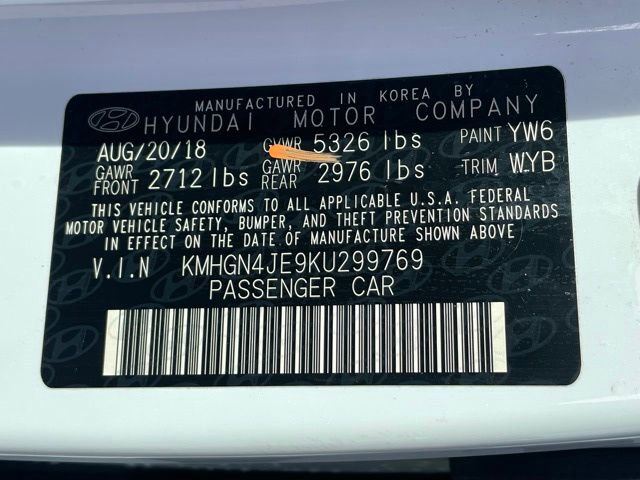 MANUFACTURED IN KOREA BY
HYUNDAI MOTOR COMPANY
AUG/20/18 GVWR 5326 lbs PAINT YW6
GAWR FRONT 2712 lbs GAWR REAR 2976 lbs TRIM WYB
THIS VEHICLE CONFORMS TO ALL APPLICABLE U.S.A. FEDERAL
MOTOR VEHICLE SAFETY, BUMPER, AND THEFT PREVENTION STANDARDS
IN EFFECT ON THE DATE OF MANUFACTURE SHOWN ABOVE
V.I.N KMHGN4JE9KU299769
PASSENGER CAR